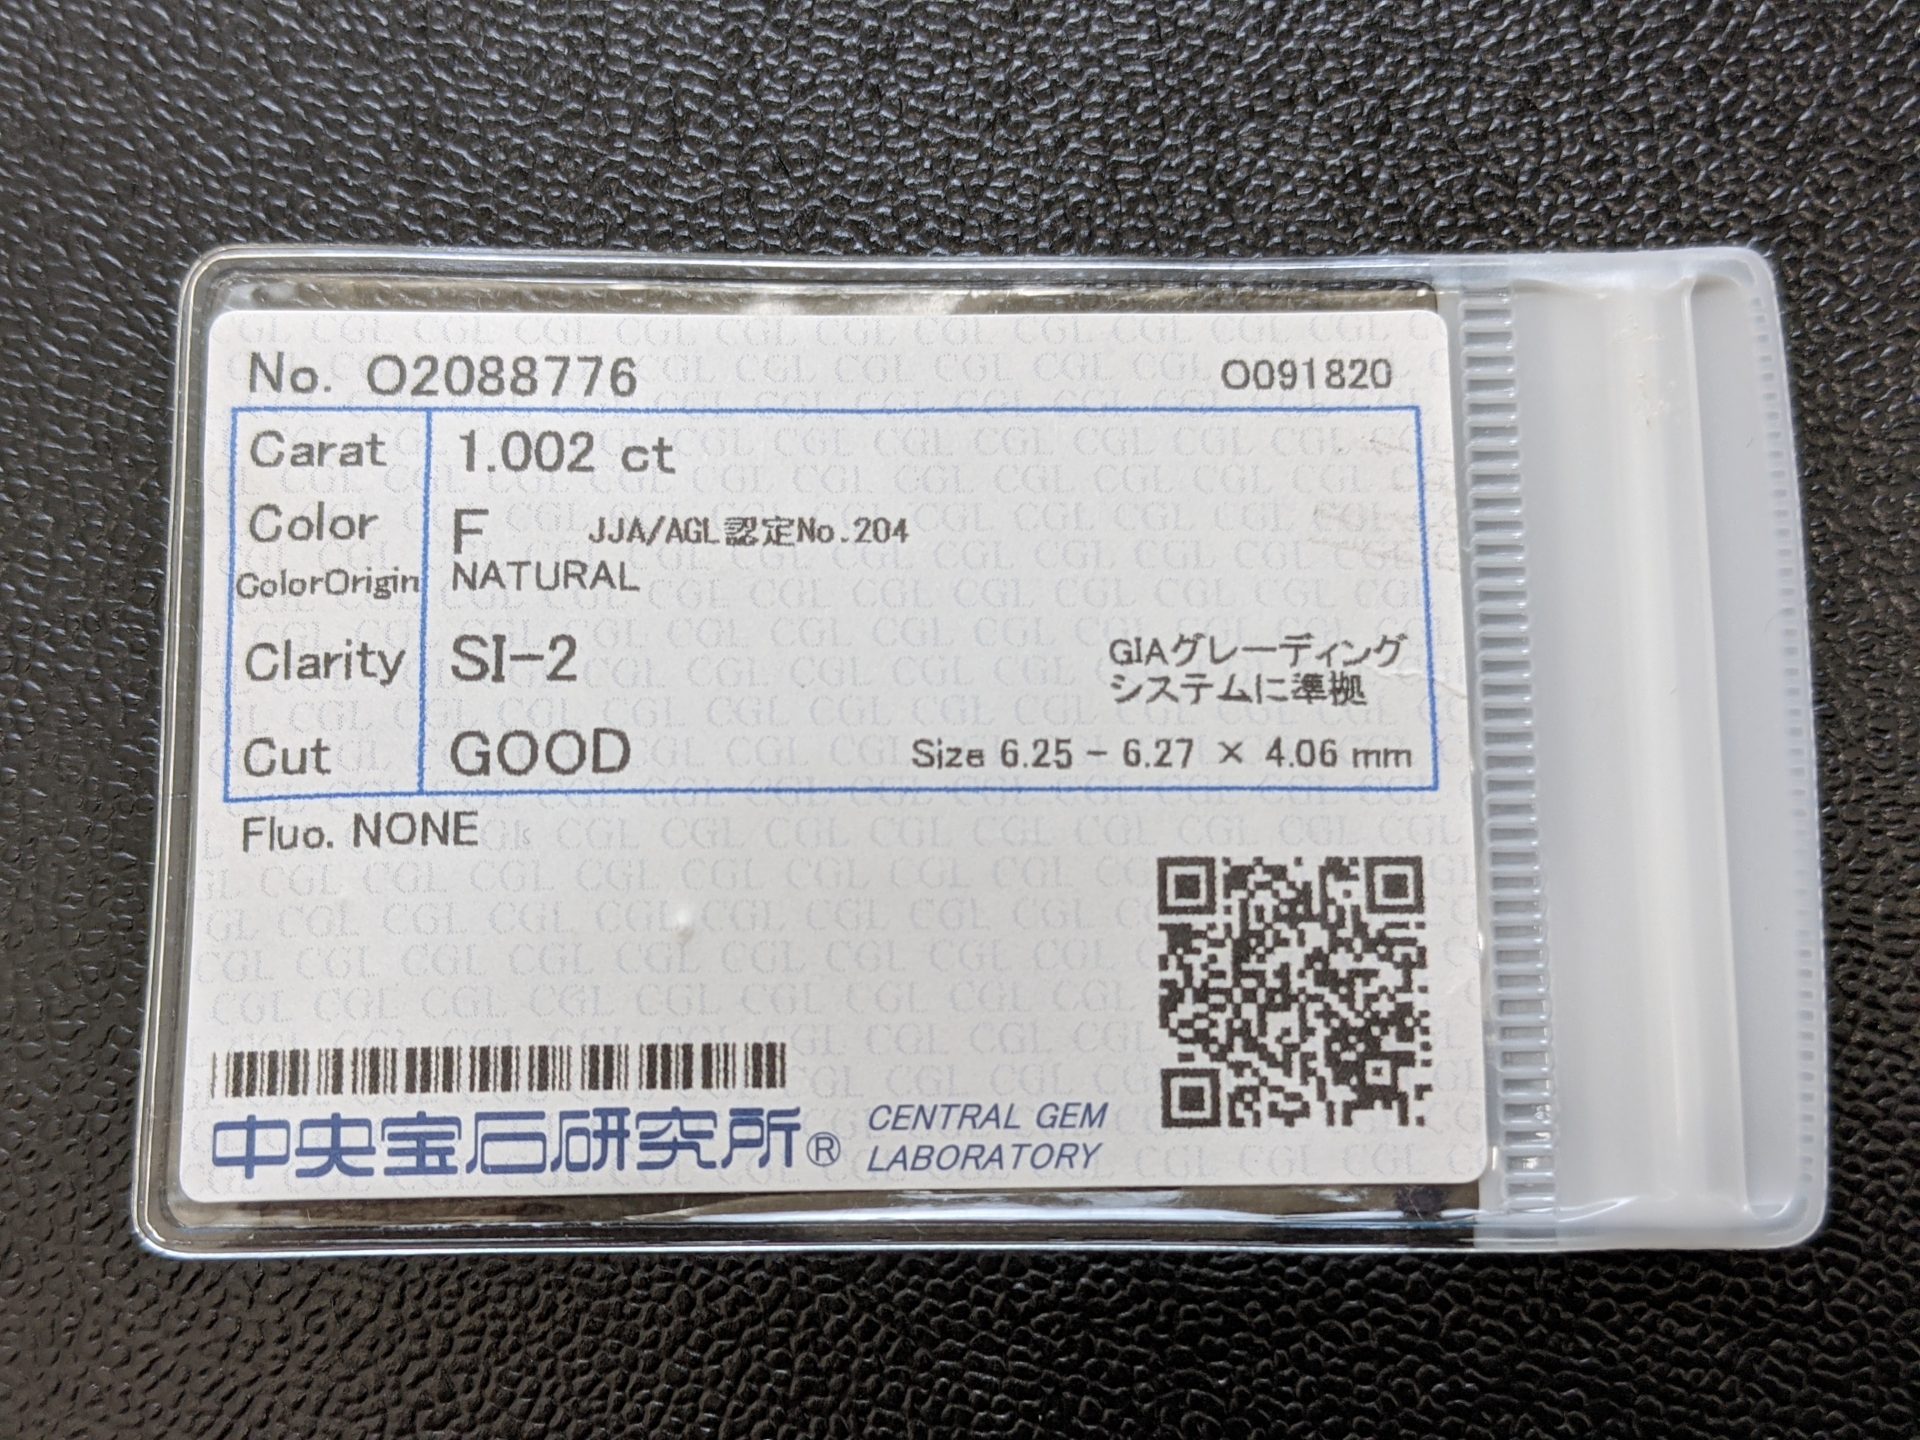 No. O2088776
O091820
Carat 1.002 ct
Color F JJA/AGL認定No.204
ColorOrigin NATURAL
Clarity SI-2
GIAグレーディング
システムに準拠
Cut GOOD Size 6.25 - 6.27 × 4.06 mm
Fluo. NONE
中央宝石研究所® CENTRAL GEM
LABORATORY